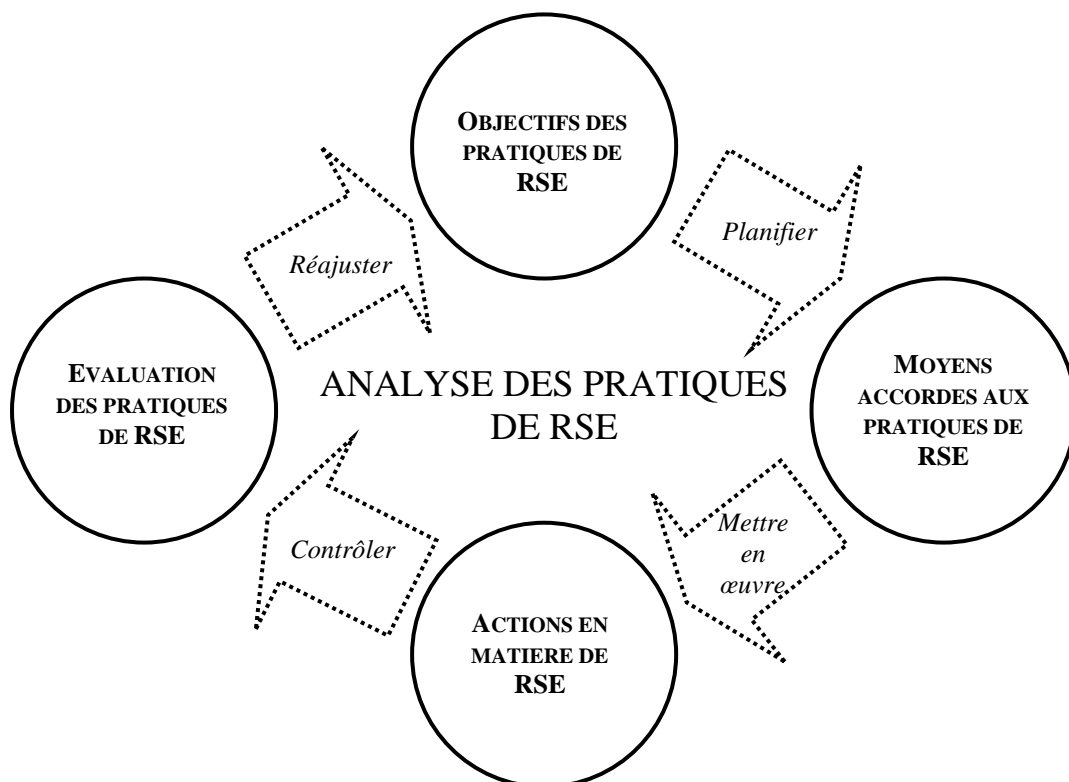 OBJECTIFS DES
PRATIQUES DE
RSE
Planifier
Réajuster
EVALUATION
DES PRATIQUES
DE RSE
ANALYSE DES PRATIQUES
DE RSE
MOYENS
ACCORDES AUX
PRATIQUES DE
RSE
Contrôler
Mettre
en
œuvre
ACTIONS EN
MATIERE DE
RSE